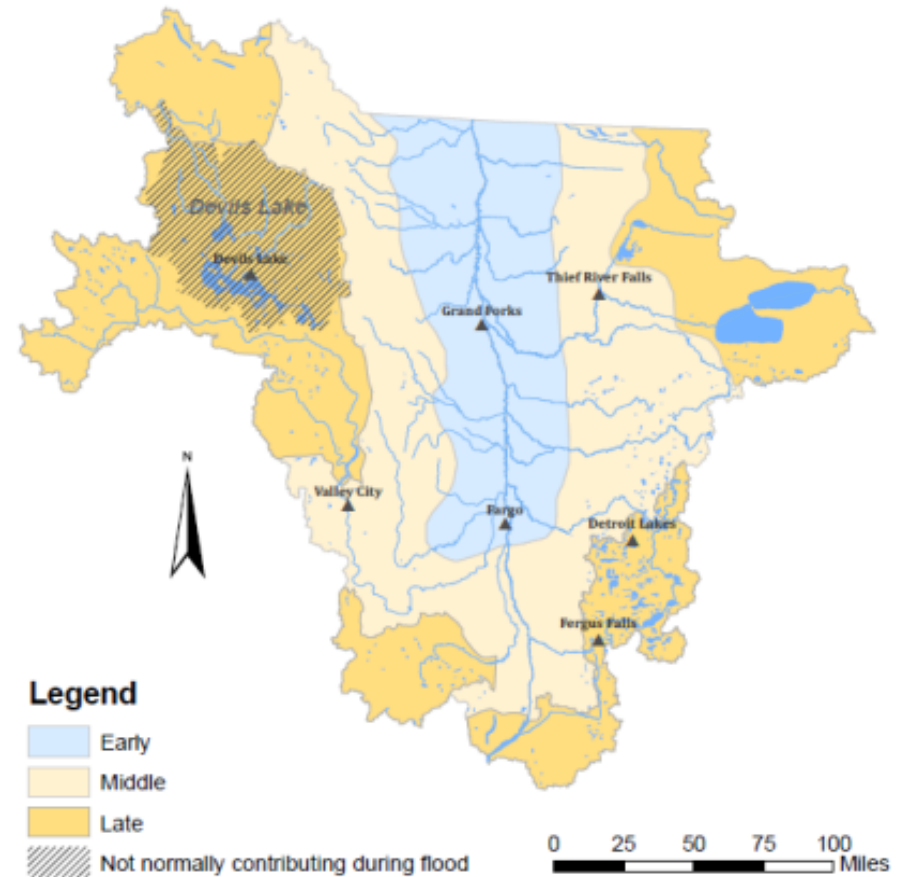 Devils Lake
Devils Lake
Thief River Falls
Grand Forks
N
Valley City
Fargo
Detroit Lakes
Fergus Falls
Legend
Early
Middle
Late
Not normally contributing during flood
0 25 50 75 100
Miles